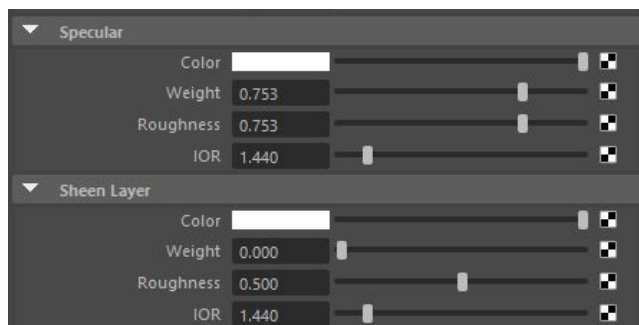 Specular
Color
Weight 0.753
Roughness 0.753
IOR 1.440
Sheen Layer
Color
Weight 0.000
Roughness 0.500
IOR 1.440